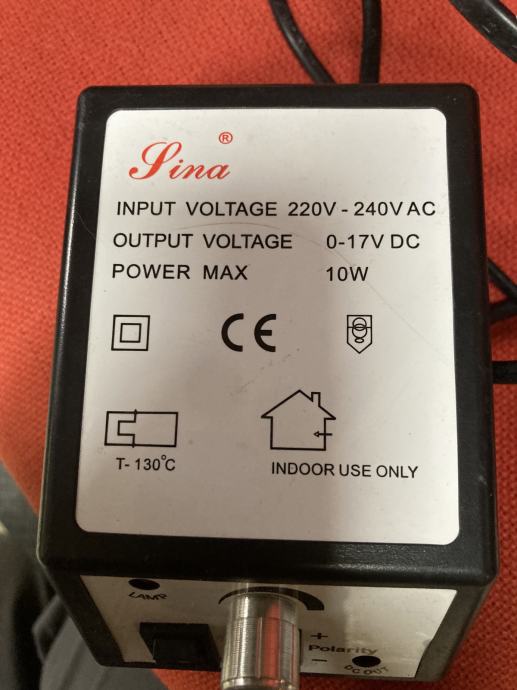 Sina®
INPUT VOLTAGE 220V - 240V AC
OUTPUT VOLTAGE 0-17V DC
POWER MAX 10W
CE
T- 130°C
INDOOR USE ONLY
LAMP
+
Polarity
-
DC OUT